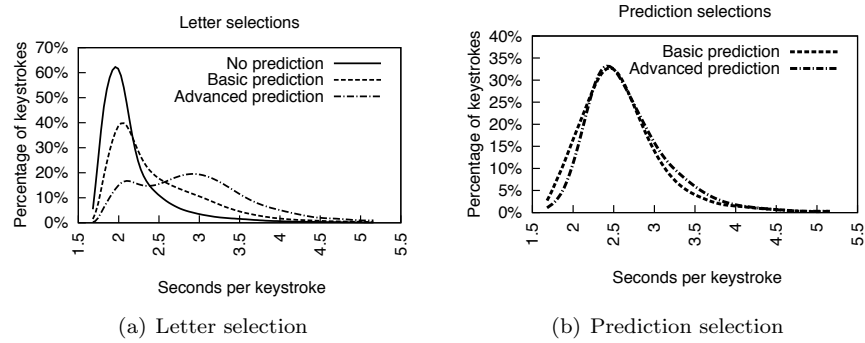 Letter selections
Percentage of keystrokes
70%
60%
50%
40%
30%
20%
10%
0%
No prediction
Basic prediction
Advanced prediction
1.5
2
2.5
3
3.5
4
4.5
5
5.5
Seconds per keystroke
(a) Letter selection
Prediction selections
Percentage of keystrokes
40%
35%
30%
25%
20%
15%
10%
5%
0%
Basic prediction
Advanced prediction
1.5
2
2.5
3
3.5
4
4.5
5
5.5
Seconds per keystroke
(b) Prediction selection